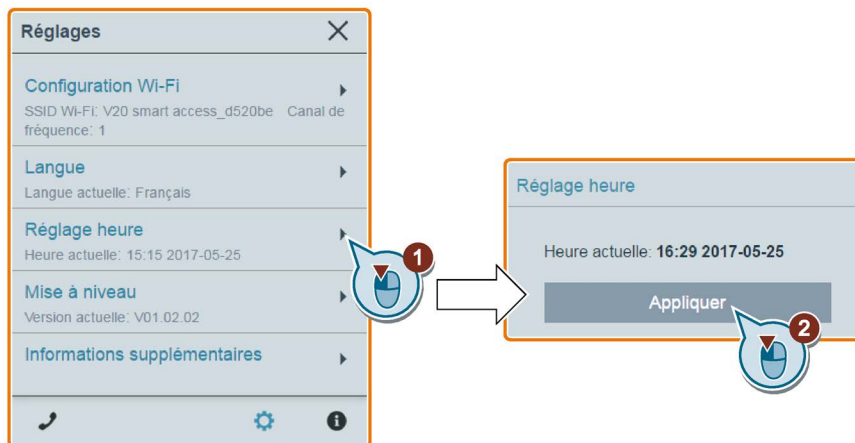 Réglages
Configuration Wi-Fi
SSID Wi-Fi: V20 smart access_d520be Canal de
fréquence: 1
Langue
Langue actuelle: Français
Réglage heure
Heure actuelle: 15:15 2017-05-25
1
Mise à niveau
Version actuelle: V01.02.02
Informations supplémentaires
Réglage heure
Heure actuelle: 16:29 2017-05-25
Appliquer
2